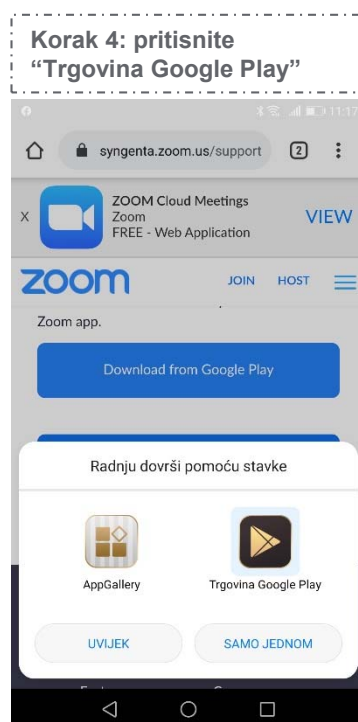 Korak 4: pritisnite
“Trgovina Google Play”
11:17
syngenta.zoom.us/support
2
ZOOM Cloud Meetings
X
Zoom
VIEW
FREE - Web Application
zoom
JOIN
HOST
Zoom app.
Download from Google Play
Radnju dovrši pomoću stavke
AppGallery
Trgovina Google Play
UVIJEK
SAMO JEDNOM